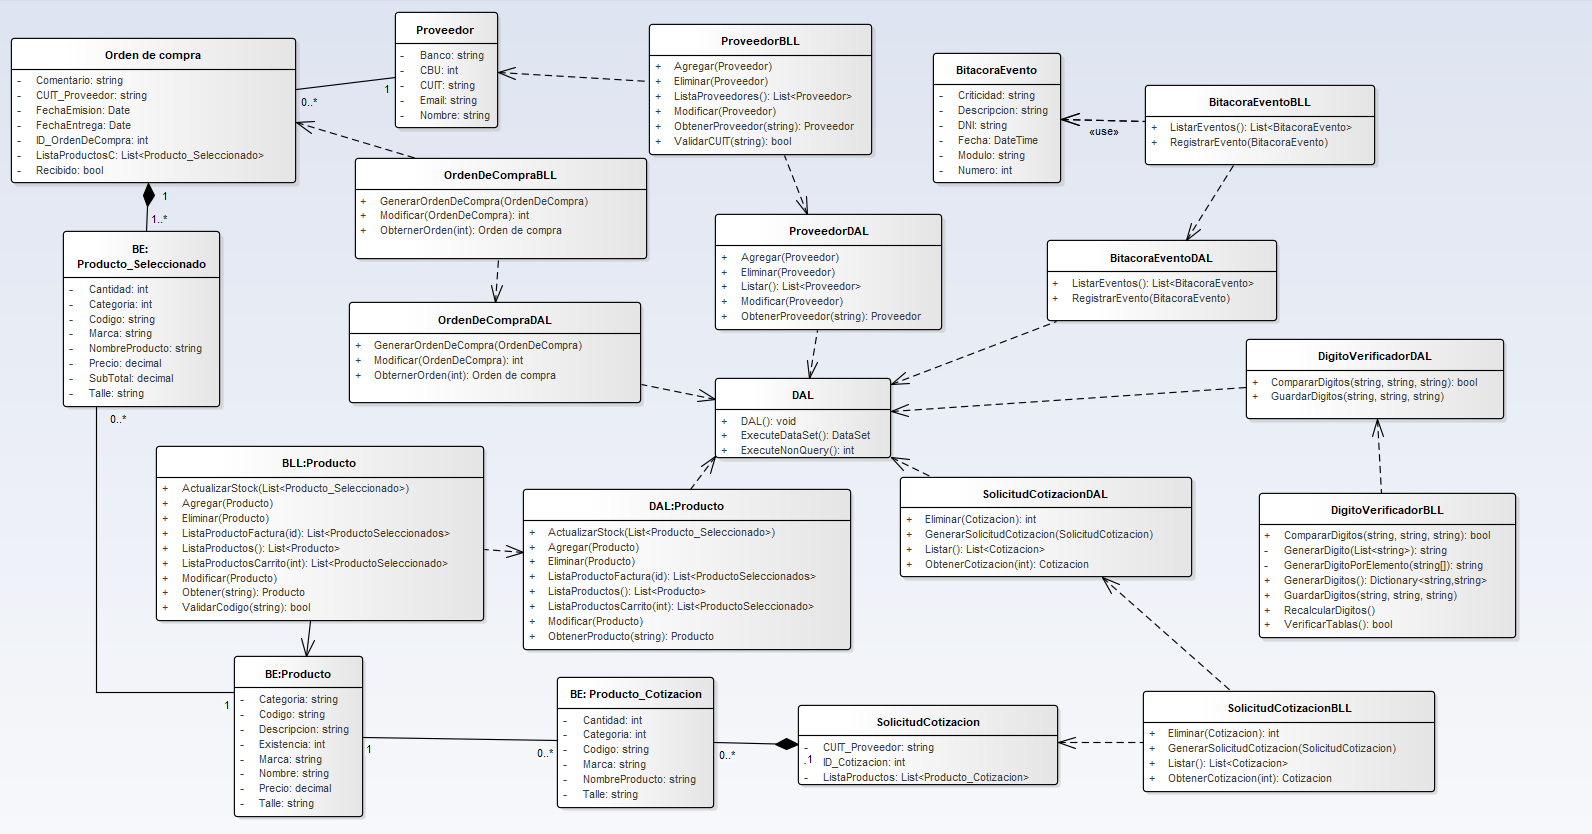 Orden de compra
- Comentario: string
- CUIT_Proveedor: string
- FechaEmision: Date
- FechaEntrega: Date
- ID_OrdenDeCompra: int
- ListaProductosC: List<Producto_Seleccionado>
- Recibido: bool
0..*
1
Proveedor
- Banco: string
- CBU: int
- CUIT: string
- Email: string
- Nombre: string
ProveedorBLL
+ Agregar(Proveedor)
+ Eliminar(Proveedor)
+ ListaProveedores(): List<Proveedor>
+ Modificar(Proveedor)
+ ObtenerProveedor(string): Proveedor
+ ValidarCUIT(string): bool
BitacoraEvento
- Criticidad: string
- Descripcion: string
- DNI: string
- Fecha: DateTime
- Modulo: string
- Numero: int
«use»
BitacoraEventoBLL
+ ListarEventos(): List<BitacoraEvento>
+ RegistrarEvento(BitacoraEvento)
OrdenDeCompraBLL
+ GenerarOrdenDeCompra(OrdenDeCompra)
+ Modificar(OrdenDeCompra): int
+ ObternerOrden(int): Orden de compra
1
1..*
BE:
Producto_Seleccionado
- Cantidad: int
- Categoria: int
- Codigo: string
- Marca: string
- NombreProducto: string
- Precio: decimal
- SubTotal: decimal
- Talle: string
0..*
ProveedorDAL
+ Agregar(Proveedor)
+ Eliminar(Proveedor)
+ Listar(): List<Proveedor>
+ Modificar(Proveedor)
+ ObtenerProveedor(string): Proveedor
BitacoraEventoDAL
+ ListarEventos(): List<BitacoraEvento>
+ RegistrarEvento(BitacoraEvento)
OrdenDeCompraDAL
+ GenerarOrdenDeCompra(OrdenDeCompra)
+ Modificar(OrdenDeCompra): int
+ ObternerOrden(int): Orden de compra
DAL
+ DAL(): void
+ ExecuteDataSet(): DataSet
+ ExecuteNonQuery(): int
DigitoVerificadorDAL
+ CompararDigitos(string, string, string): bool
+ GuardarDigitos(string, string, string)
BLL:Producto
+ ActualizarStock(List<Producto_Seleccionado>)
+ Agregar(Producto)
+ Eliminar(Producto)
+ ListaProductoFactura(id): List<ProductoSeleccionados>
+ ListaProductos(): List<Producto>
+ ListaProductosCarrito(int): List<ProductoSeleccionado>
+ Modificar(Producto)
+ Obtener(string): Producto
+ ValidarCodigo(string): bool
DAL:Producto
+ ActualizarStock(List<Producto_Seleccionado>)
+ Agregar(Producto)
+ Eliminar(Producto)
+ ListaProductoFactura(id): List<ProductoSeleccionados>
+ ListaProductos(): List<Producto>
+ ListaProductosCarrito(int): List<ProductoSeleccionado>
+ Modificar(Producto)
+ ObtenerProducto(string): Producto
SolicitudCotizacionDAL
+ Eliminar(Cotizacion): int
+ GenerarSolicitudCotizacion(SolicitudCotizacion)
+ Listar(): List<Cotizacion>
+ ObtenerCotizacion(int): Cotizacion
DigitoVerificadorBLL
+ CompararDigitos(string, string, string): bool
- GenerarDigito(List<string>): string
- GenerarDigitoPorElemento(string[]): string
+ GenerarDigitos(): Dictionary<string,string>
+ GuardarDigitos(string, string, string)
+ RecalcularDigitos()
+ VerificarTablas(): bool
BE:Producto
- Categoria: string
- Codigo: string
- Descripcion: string
- Existencia: int
- Marca: string
- Nombre: string
- Precio: decimal
- Talle: string
1
1
0..*
BE: Producto_Cotizacion
- Cantidad: int
- Categoria: int
- Codigo: string
- Marca: string
- NombreProducto: string
- Talle: string
0..*
.1
SolicitudCotizacion
- CUIT_Proveedor: string
ID_Cotizacion: int
- ListaProductos: List<Producto_Cotizacion>
SolicitudCotizacionBLL
+ Eliminar(Cotizacion): int
+ GenerarSolicitudCotizacion(SolicitudCotizacion)
+ Listar(): List<Cotizacion>
+ ObtenerCotizacion(int): Cotizacion